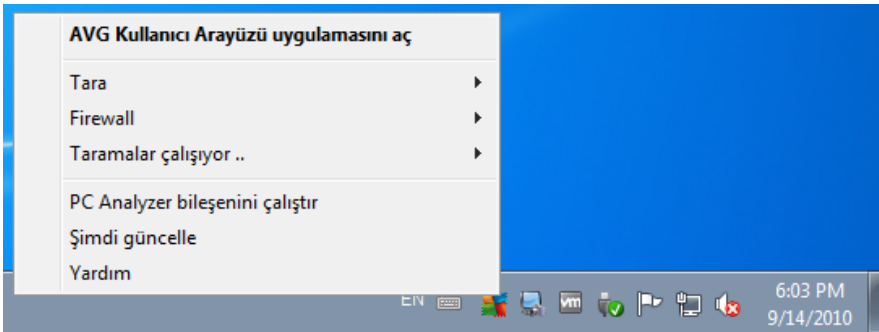 AVG Kullanıcı Arayüzü uygulamasını aç
Tara
Firewall
Taramalar çalışıyor ..
PC Analyzer bileşenini çalıştır
Şimdi güncelle
Yardım
EN
vm
6:03 PM
9/14/2010